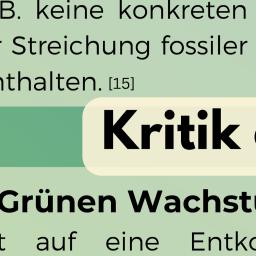 B. keine konkreten
Streichung fossiler
nthalten. [15]
Kritik
Grünen Wachstu
t auf eine Entko